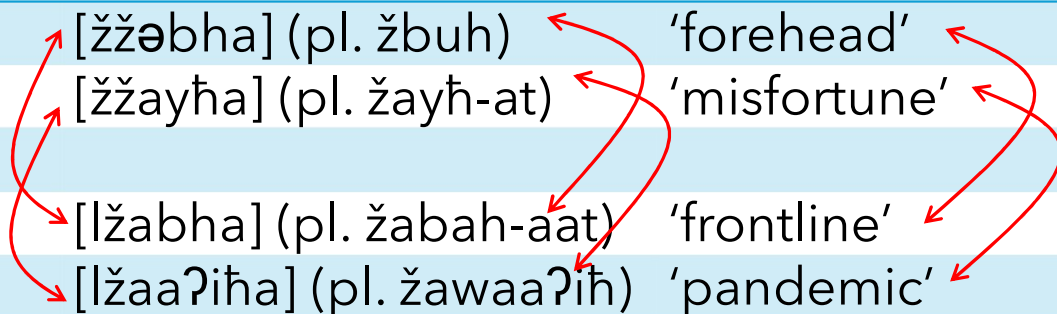 [žžəbha] (pl. žbuh) ‘forehead’
[žžayħa] (pl. žayħ-at) ‘misfortune’
[lžabha] (pl. žabah-aat) ‘frontline’
[lžaaʔiħa] (pl. žawaaʔiħ) ‘pandemic’